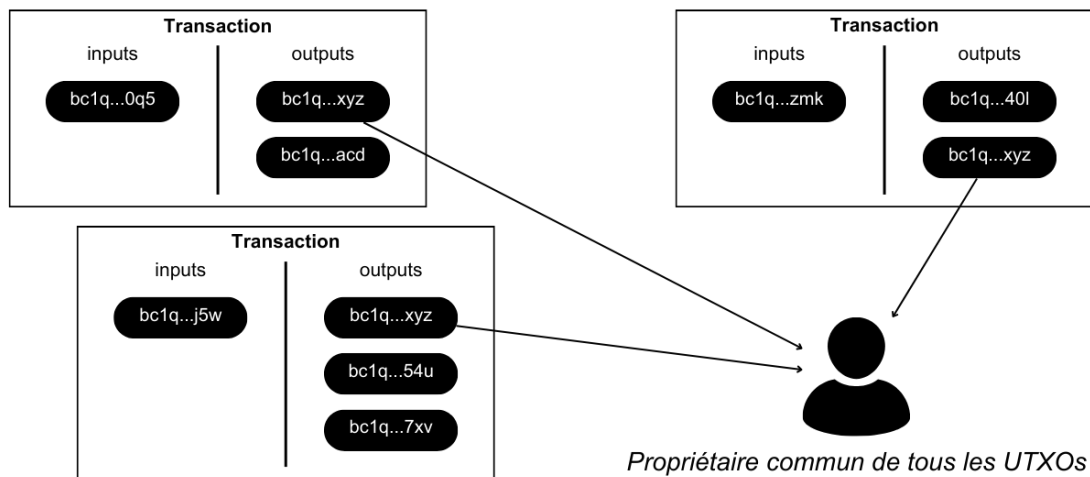 Transaction
inputs
outputs
bc1q...0q5
bc1q...xyz
bc1q...acd
Transaction
inputs
outputs
bc1q...zmk
bc1q...40l
bc1q...xyz
Transaction
inputs
outputs
bc1q...j5w
bc1q...xyz
bc1q...54u
bc1q...7xv
Propriétaire commun de tous les UTXOs